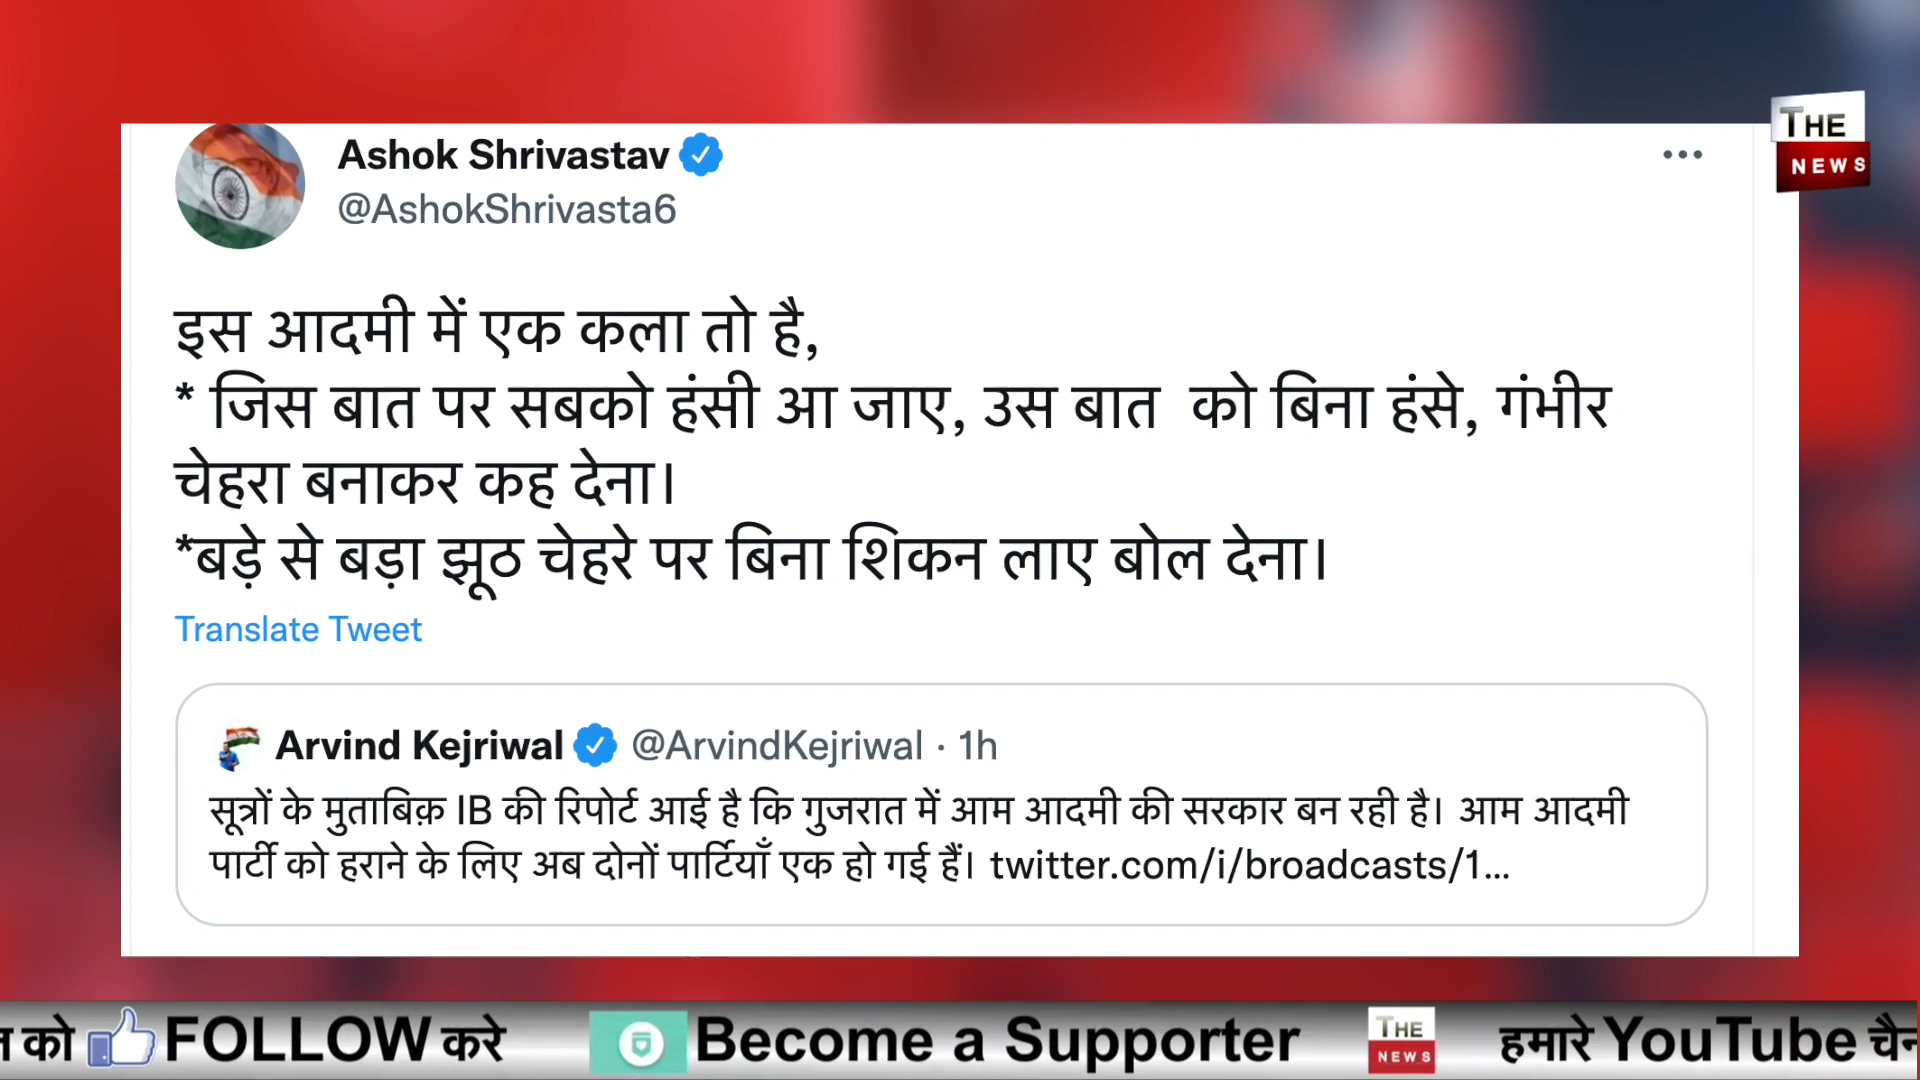 THE
NEWS
Ashok Shrivastav
@AshokShrivasta6
इस आदमी में एक कला तो है,
* जिस बात पर सबको हंसी आ जाए, उस बात को बिना हंसे, गंभीर
चेहरा बनाकर कह देना।
*बड़े से बड़ा झूठ चेहरे पर बिना शिकन लाए बोल देना।
Translate Tweet
Arvind Kejriwal @ArvindKejriwal · 1h
सूत्रों के मुताबिक़ IB की रिपोर्ट आई है कि गुजरात में आम आदमी की सरकार बन रही है। आम आदमी
पार्टी को हराने के लिए अब दोनों पार्टियाँ एक हो गई हैं। twitter.com/i/broadcasts/1...
को FOLLOW करे Become a Supporter THE NEWS हमारे YouTube